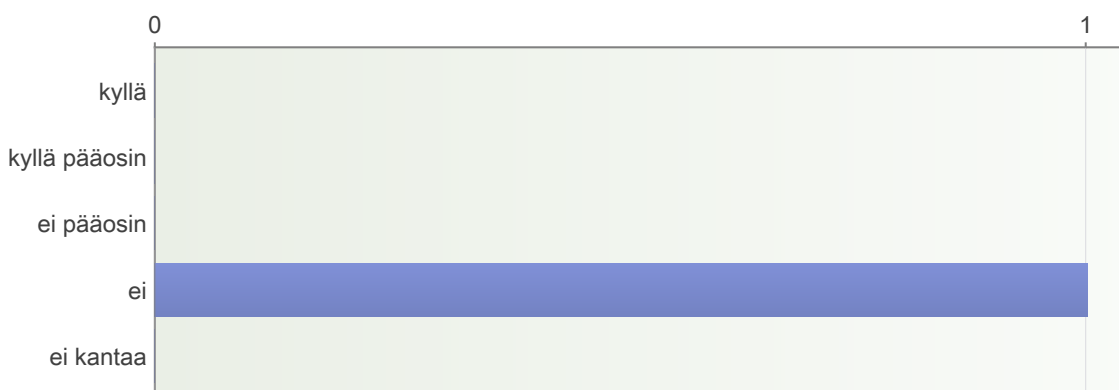 0 1
kyllä
kyllä pääosin
ei pääosin
ei
ei kantaa